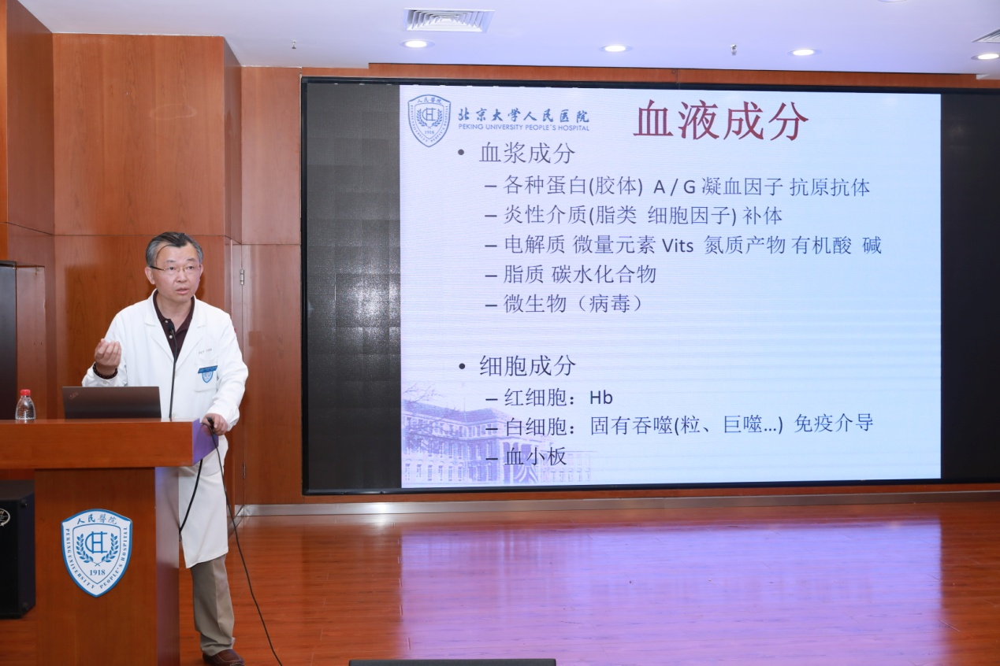 人民医院
1918
北京大学人民医院
PEKING UNIVERSITY PEOPLE'S HOSPITAL
血液成分
• 血浆成分
– 各种蛋白(胶体) A / G 凝血因子 抗原抗体
– 炎性介质(脂类 细胞因子) 补体
– 电解质 微量元素 Vits 氮质产物 有机酸 碱
– 脂质 碳水化合物
– 微生物（病毒）
• 细胞成分
– 红细胞：Hb
– 白细胞：固有吞噬(粒、巨噬...) 免疫介导
– 血小板
人民醫院
PEKING UNIVERSITY PEOPLE'S HOSPITAL
1918